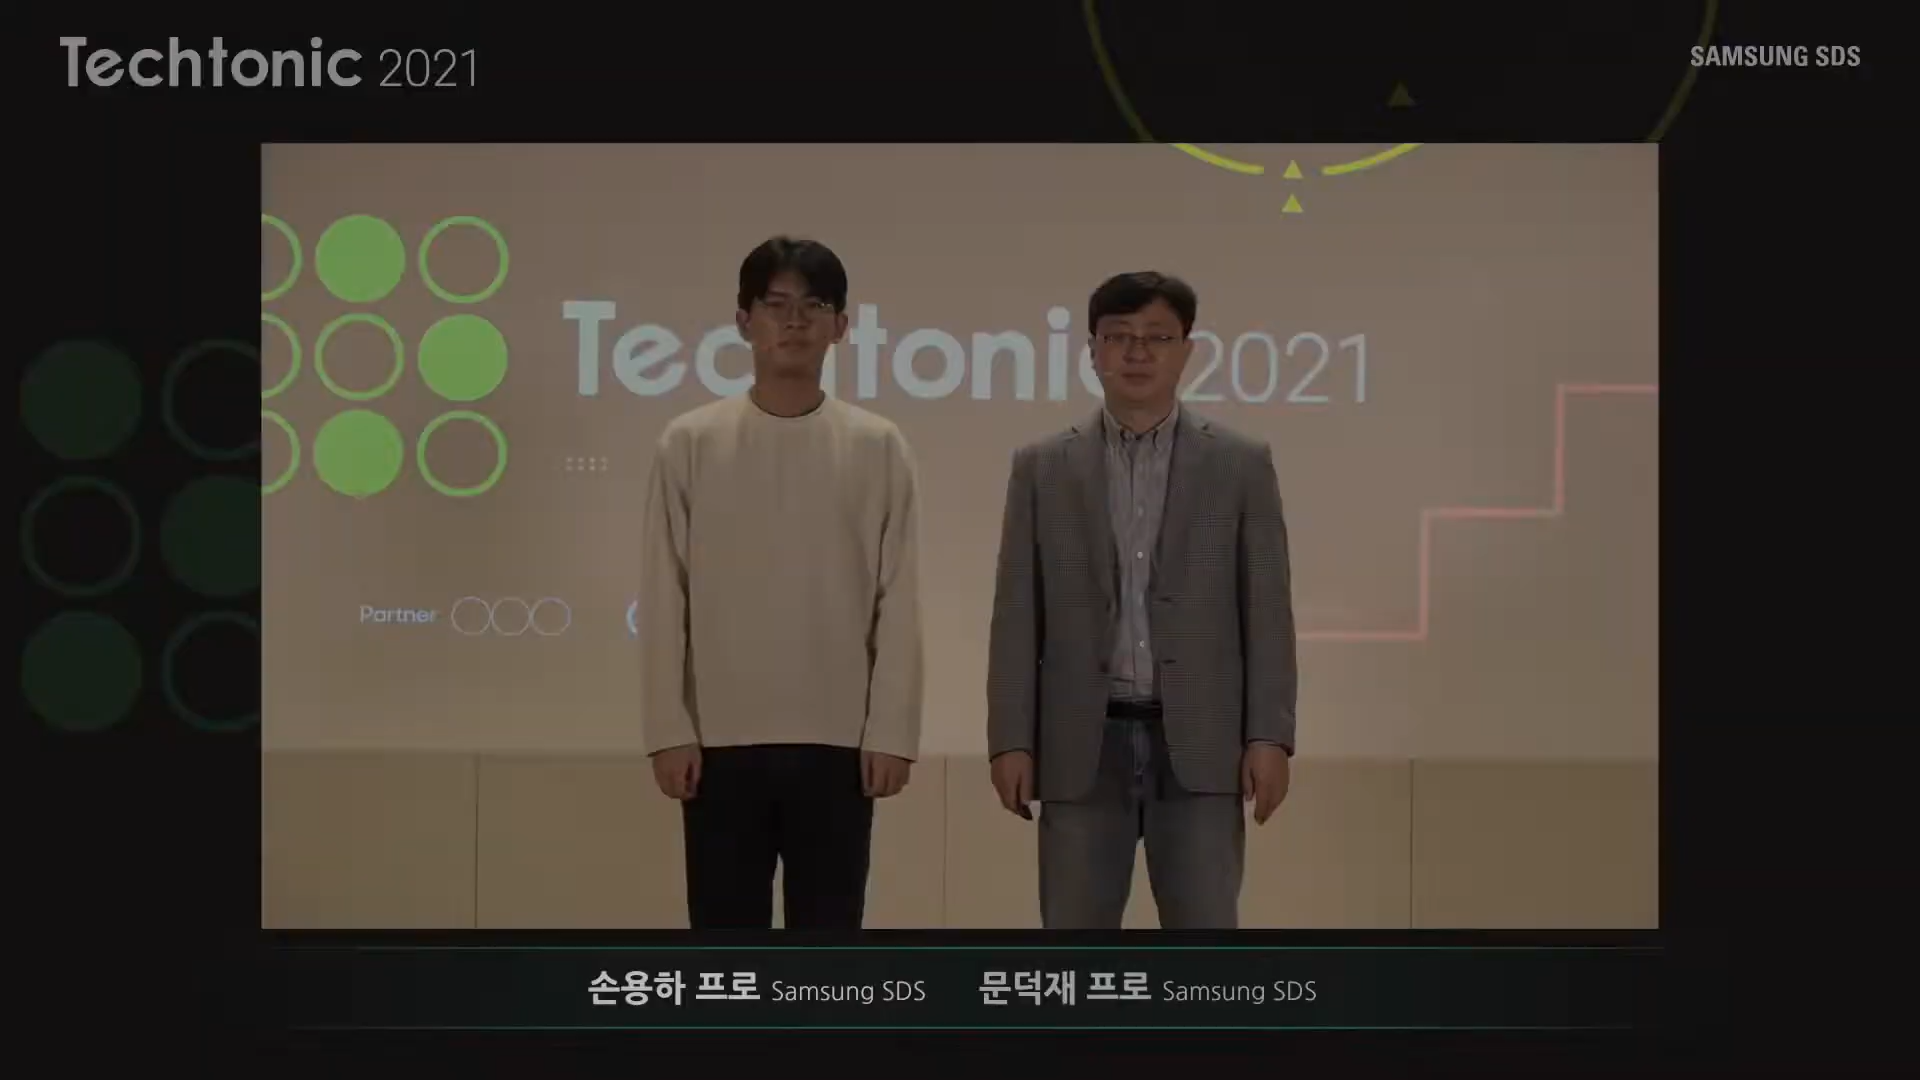 Techtonic 2021
SAMSUNG SDS
Techtonic 2021
Partner
손용하 프로 Samsung SDS 문덕재 프로 Samsung SDS